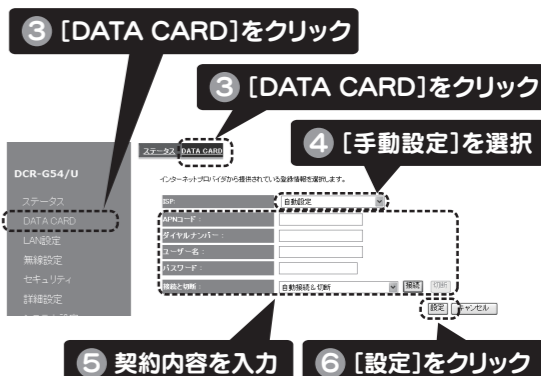 ③ [DATA CARD]をクリック
③ [DATA CARD]をクリック
④ [手動設定]を選択
ステータス DATA CARD
DCR-G54/U
インターネットプロバイダから提供されている登録情報を選択します。
ステータス
DATA CARD
LAN設定
無線設定
セキュリティ
詳細設定
ISP: 自動設定
APNコード：
ダイヤルナンバー：
ユーザー名：
パスワード：
接続と切断： 自動接続&切断 接続 切断
設定 キャンセル
⑤ 契約内容を入力
⑥ [設定]をクリック